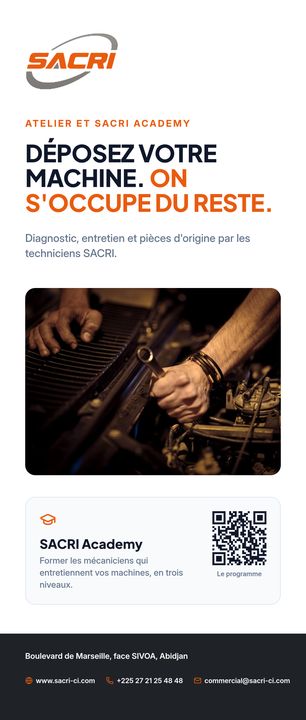 SACRI
ATELIER ET SACRI ACADEMY
DÉPOSEZ VOTRE
MACHINE. ON
S'OCCUPE DU RESTE.
Diagnostic, entretien et pièces d'origine par les
techniciens SACRI.
SACRI Academy
Former les mécaniciens qui
entretiennent vos machines, en trois
niveaux.
Le programme
Boulevard de Marseille, face SIVOA, Abidjan
www.sacri-ci.com +225 27 21 25 48 48 commercial@sacri-ci.com